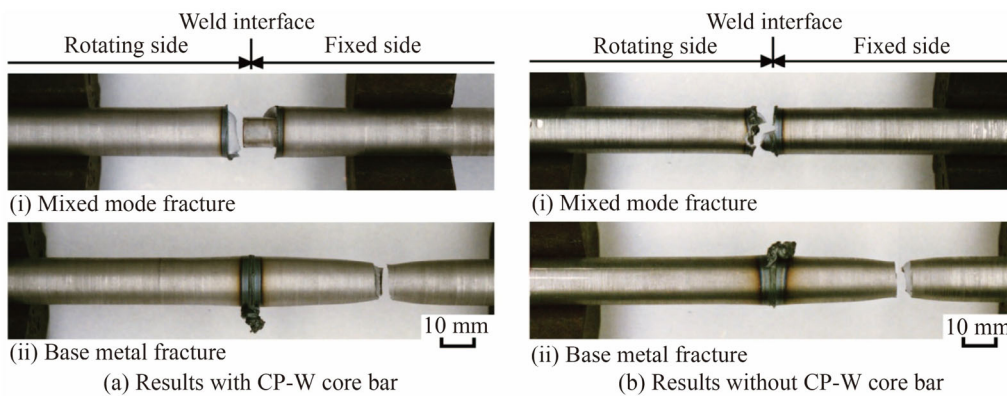 Weld interface
Rotating side
Fixed side
(i) Mixed mode fracture
(ii) Base metal fracture
10 mm
(a) Results with CP-W core bar
Weld interface
Rotating side
Fixed side
(i) Mixed mode fracture
(ii) Base metal fracture
10 mm
(b) Results without CP-W core bar